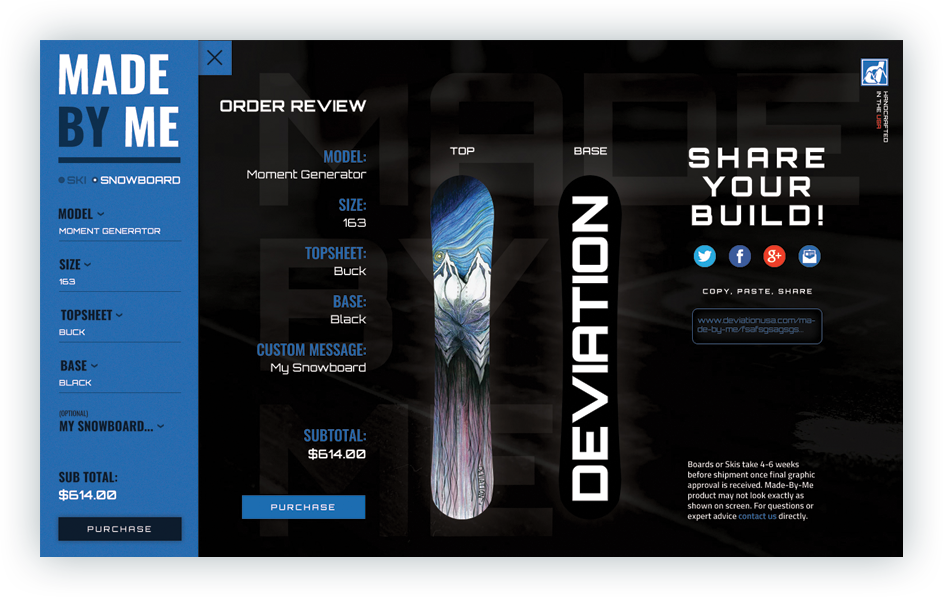 MADE
BY ME
SKI SNOWBOARD
MODEL
MOMENT GENERATOR
SIZE
163
TOPSHEET
BUCK
BASE
BLACK
(OPTIONAL)
MY SNOWBOARD...
SUB TOTAL:
$614.00
PURCHASE
MADE
BY
ME
ORDER REVIEW
MODEL:
Moment Generator
SIZE:
163
TOPSHEET:
Buck
BASE:
Black
CUSTOM MESSAGE:
My Snowboard
SUBTOTAL:
$614.00
PURCHASE
TOP
BASE
DEVIATION
HANDCRAFTED
IN THE USA
SHARE
YOUR
BUILD!
f
g+
COPY, PASTE, SHARE
www.deviationusa.com/ma-
de-by-me/fsafsgsagsgs...
Boards or Skis take 4-6 weeks
before shipment once final graphic
approval is received. Made-By-Me
product may not look exactly as
shown on screen. For questions or
expert advice contact us directly.